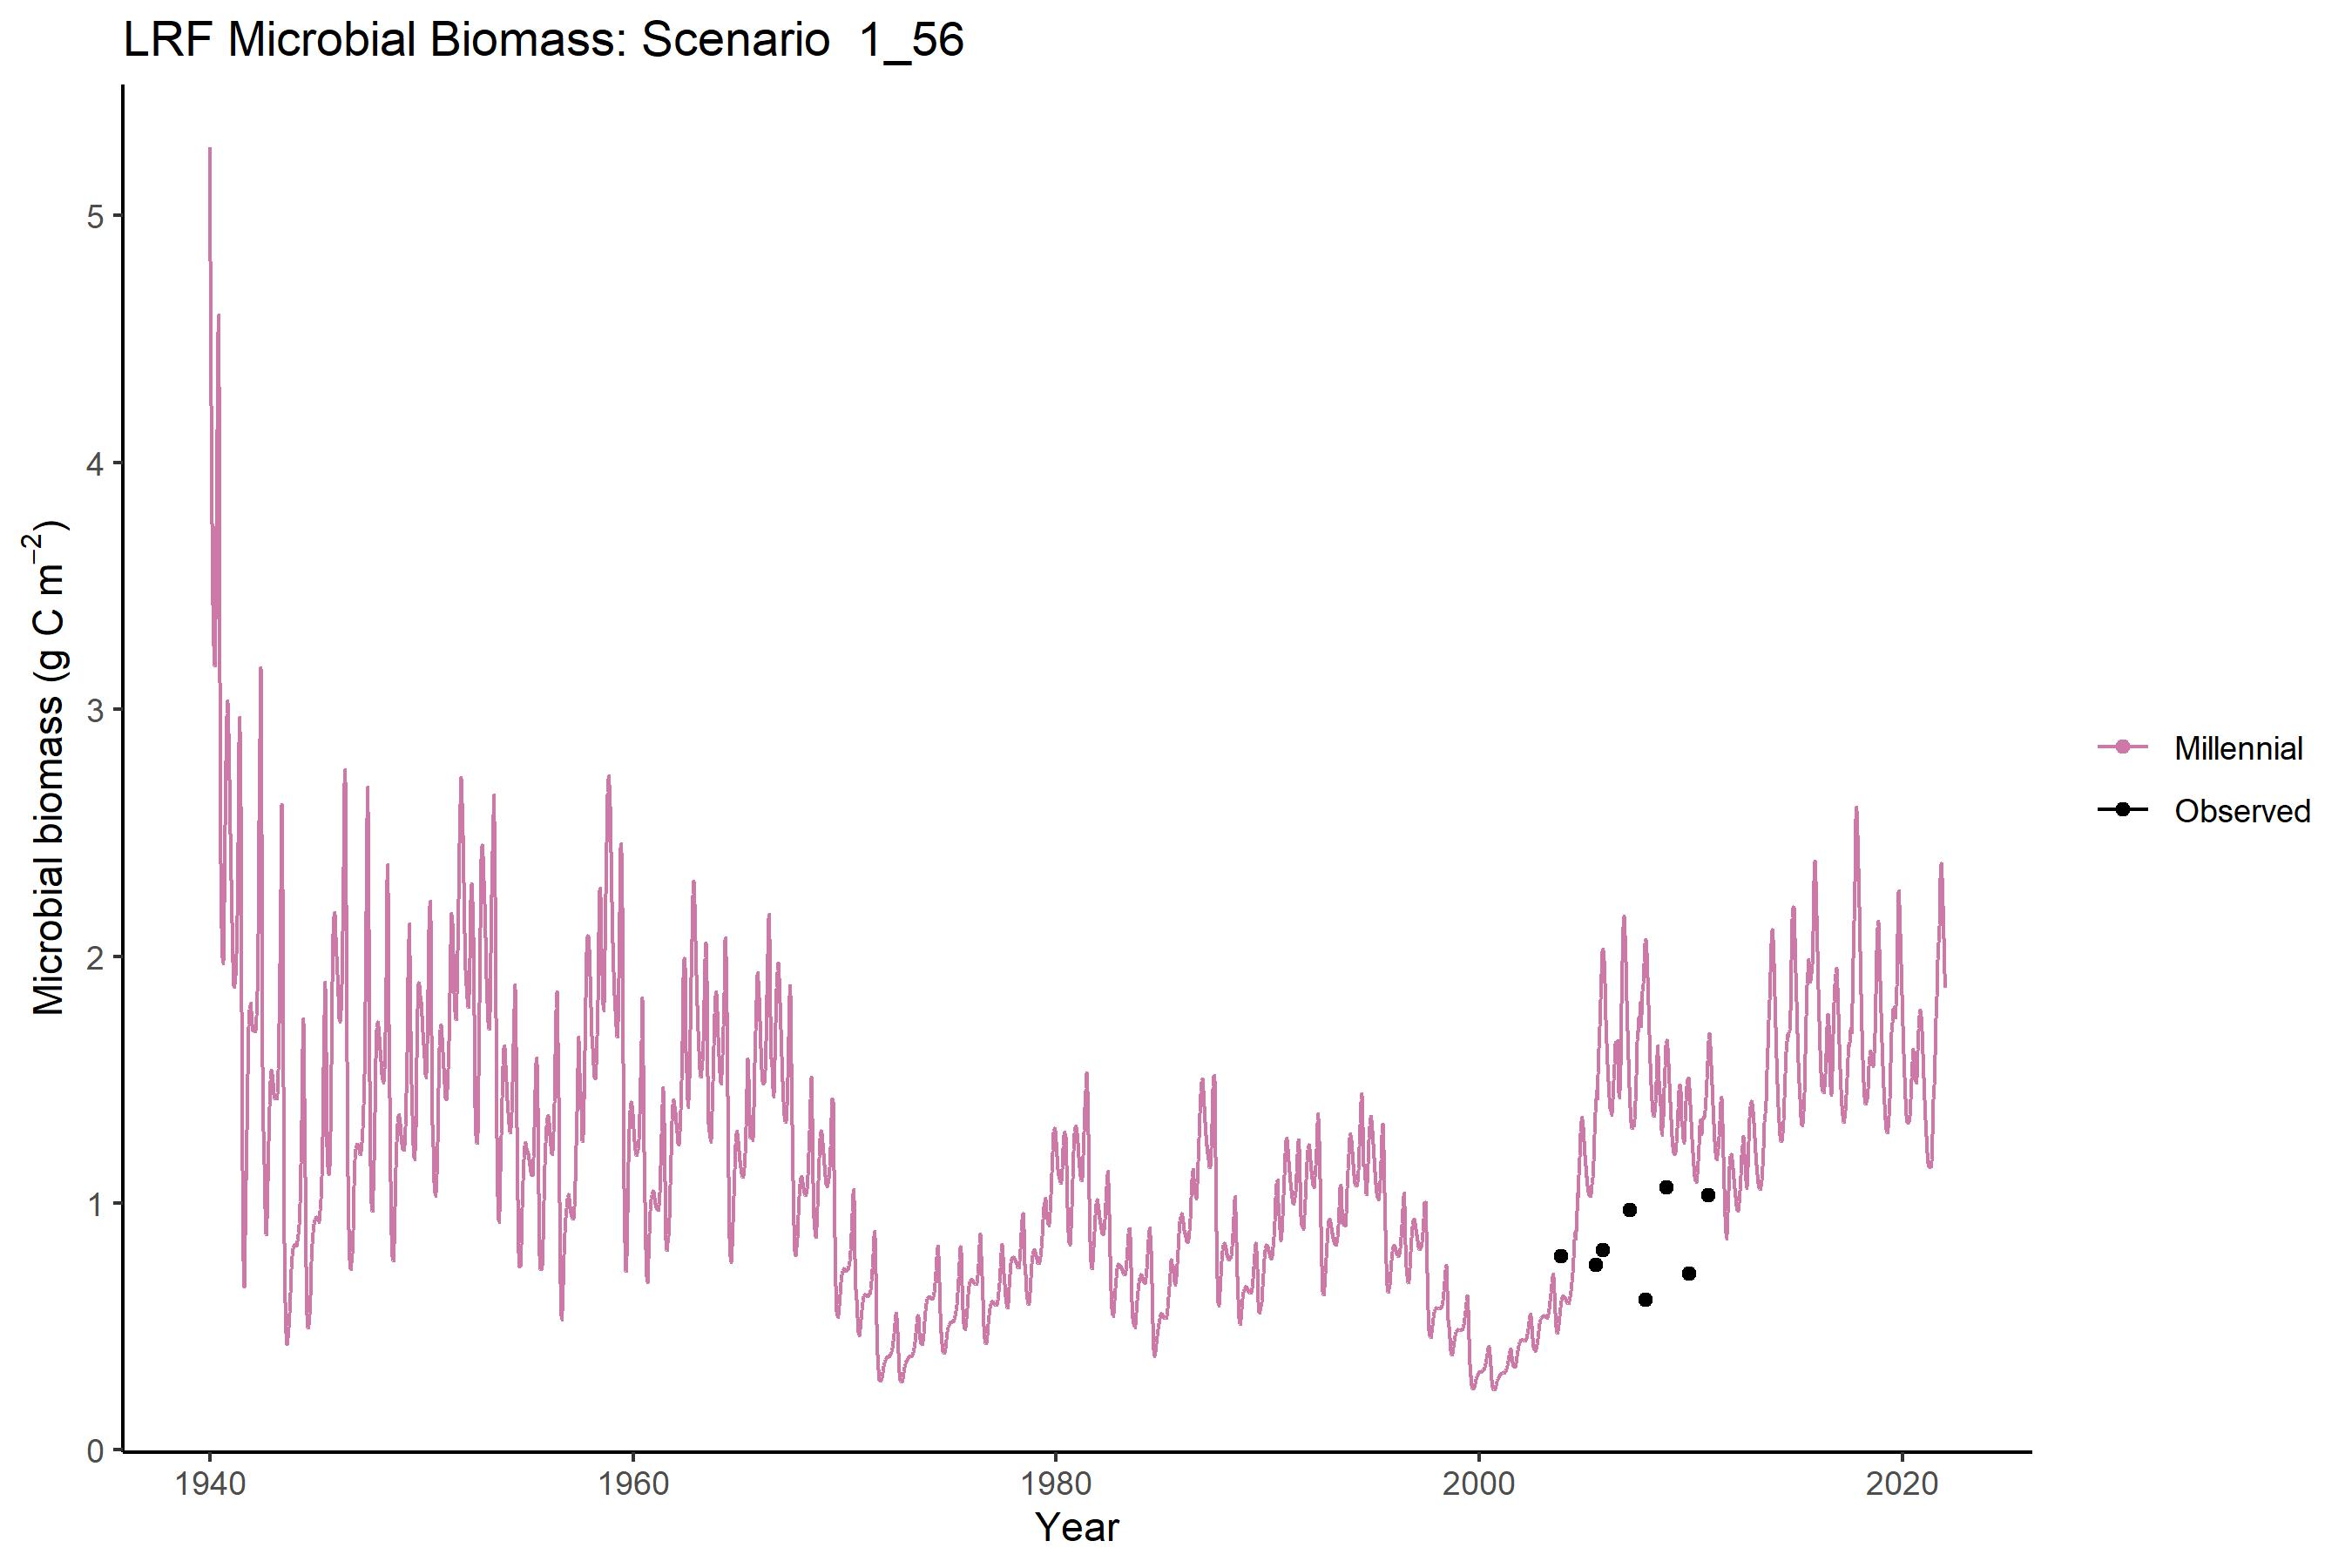 LRF Microbial Biomass: Scenario  1_56
Microbial biomass (g C m⁻²)
5
4
3
2
1
0
1940 1960 1980 2000 2020
Year
Millennial
Observed